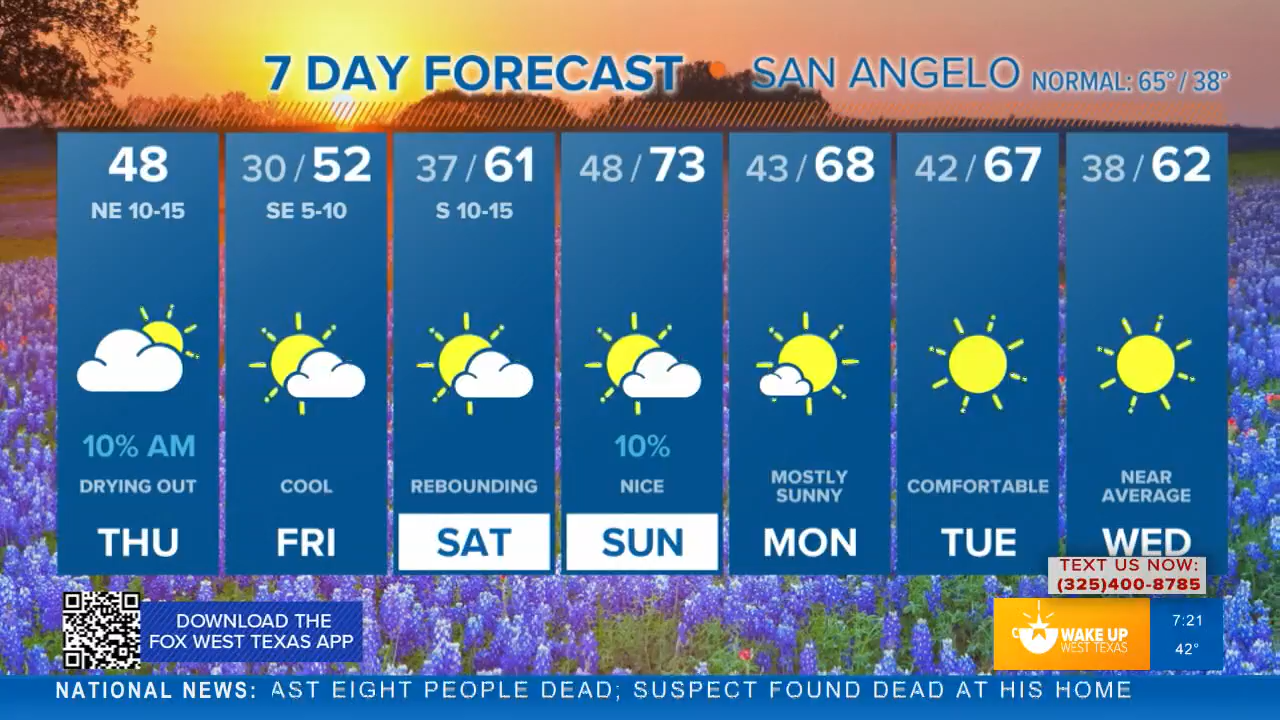 7 DAY FORECAST • SAN ANGELO NORMAL: 65° / 38°
48
NE 10-15
10% AM
DRYING OUT
THU
30 / 52
SE 5-10
COOL
FRI
37 / 61
S 10-15
REBOUNDING
SAT
48 / 73
10%
NICE
SUN
43 / 68
MOSTLY
SUNNY
MON
42 / 67
COMFORTABLE
TUE
38 / 62
NEAR
AVERAGE
WED
TEXT US NOW:
(325)400-8785
DOWNLOAD THE
FOX WEST TEXAS APP
WAKE UP
WEST TEXAS
7:21
42°
NATIONAL NEWS: AST EIGHT PEOPLE DEAD; SUSPECT FOUND DEAD AT HIS HOME